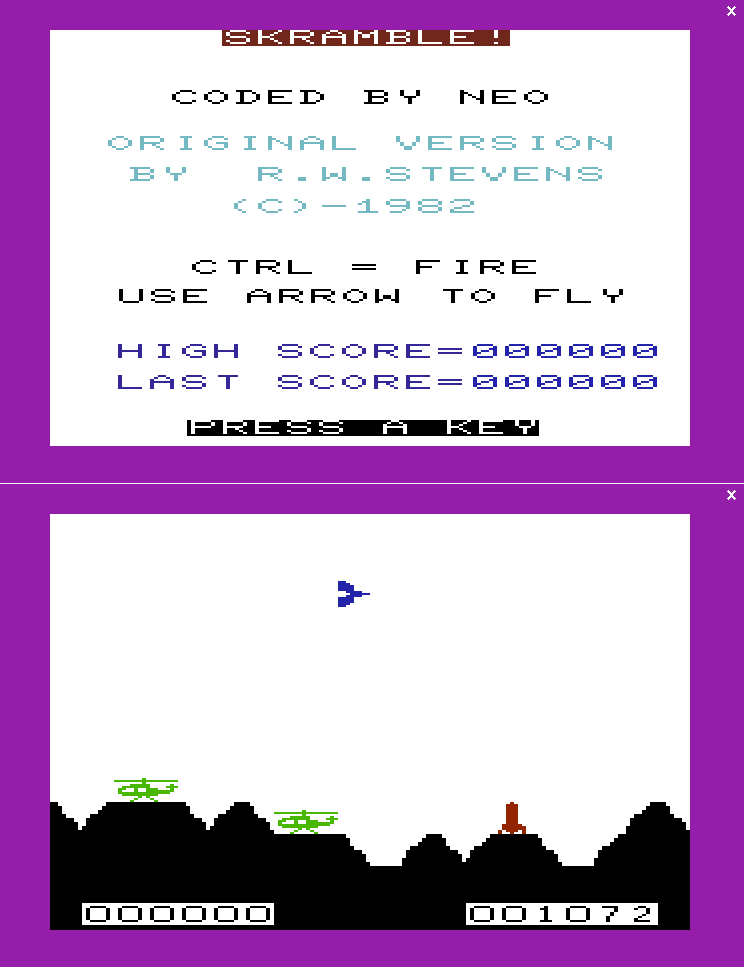 x
SKRAMBLE!
CODED BY NEO
ORIGINAL VERSION
BY R.W.STEVENS
(C)-1982
CTRL = FIRE
USE ARROW TO FLY
HIGH SCORE=000000
LAST SCORE=000000
PRESS A KEY
x
000000 001072